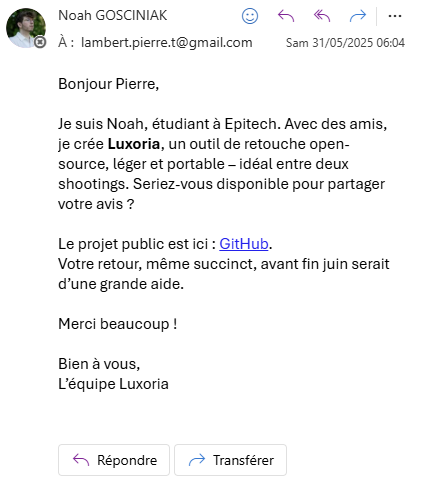 Noah GOSCINIAK
À : lambert.pierre.t@gmail.com
Sam 31/05/2025 06:04
Bonjour Pierre,
Je suis Noah, étudiant à Epitech. Avec des amis,
je crée Luxoria, un outil de retouche open-
source, léger et portable – idéal entre deux
shootings. Seriez-vous disponible pour partager
votre avis ?
Le projet public est ici : GitHub.
Votre retour, même succinct, avant fin juin serait
d’une grande aide.
Merci beaucoup !
Bien à vous,
L’équipe Luxoria
Répondre
Transférer